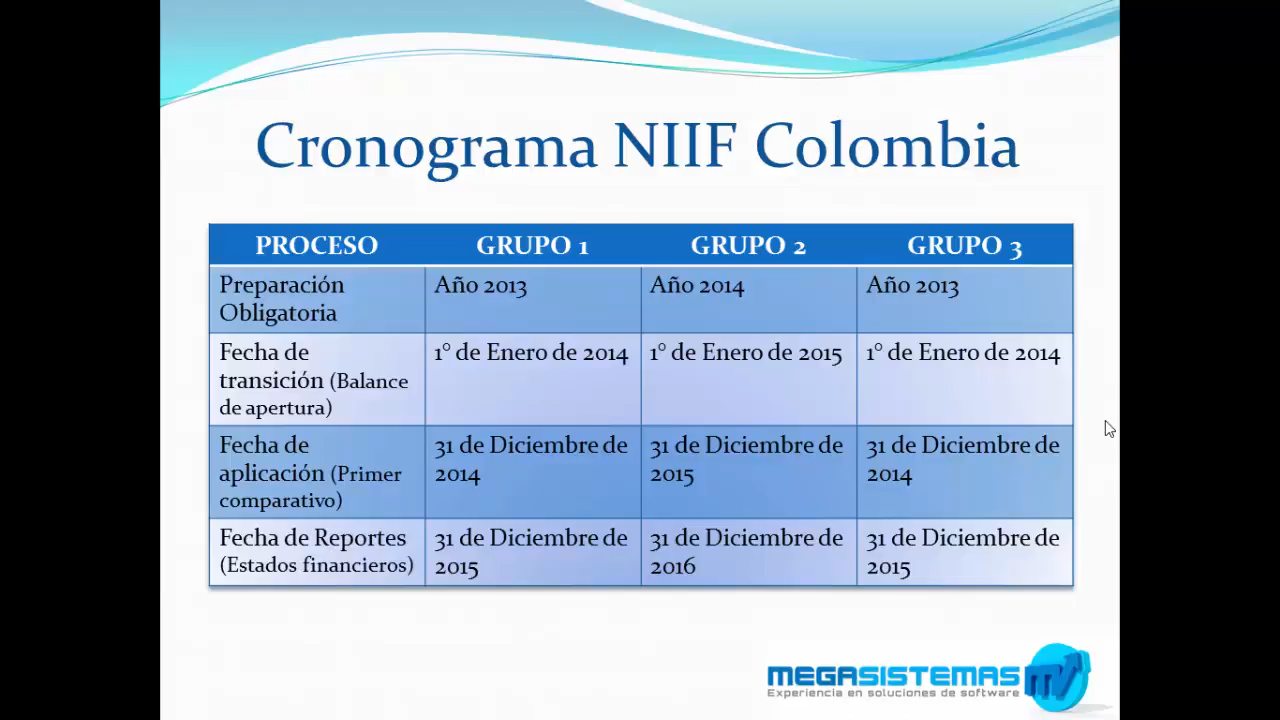 Cronograma NIIF Colombia
PROCESO GRUPO 1 GRUPO 2 GRUPO 3
Preparación Obligatoria Año 2013 Año 2014 Año 2013
Fecha de transición (Balance de apertura) 1° de Enero de 2014 1° de Enero de 2015 1° de Enero de 2014
Fecha de aplicación (Primer comparativo) 31 de Diciembre de 2014 31 de Diciembre de 2015 31 de Diciembre de 2014
Fecha de Reportes (Estados financieros) 31 de Diciembre de 2015 31 de Diciembre de 2016 31 de Diciembre de 2015
MEGASISTEMAS
Experiencia en soluciones de software